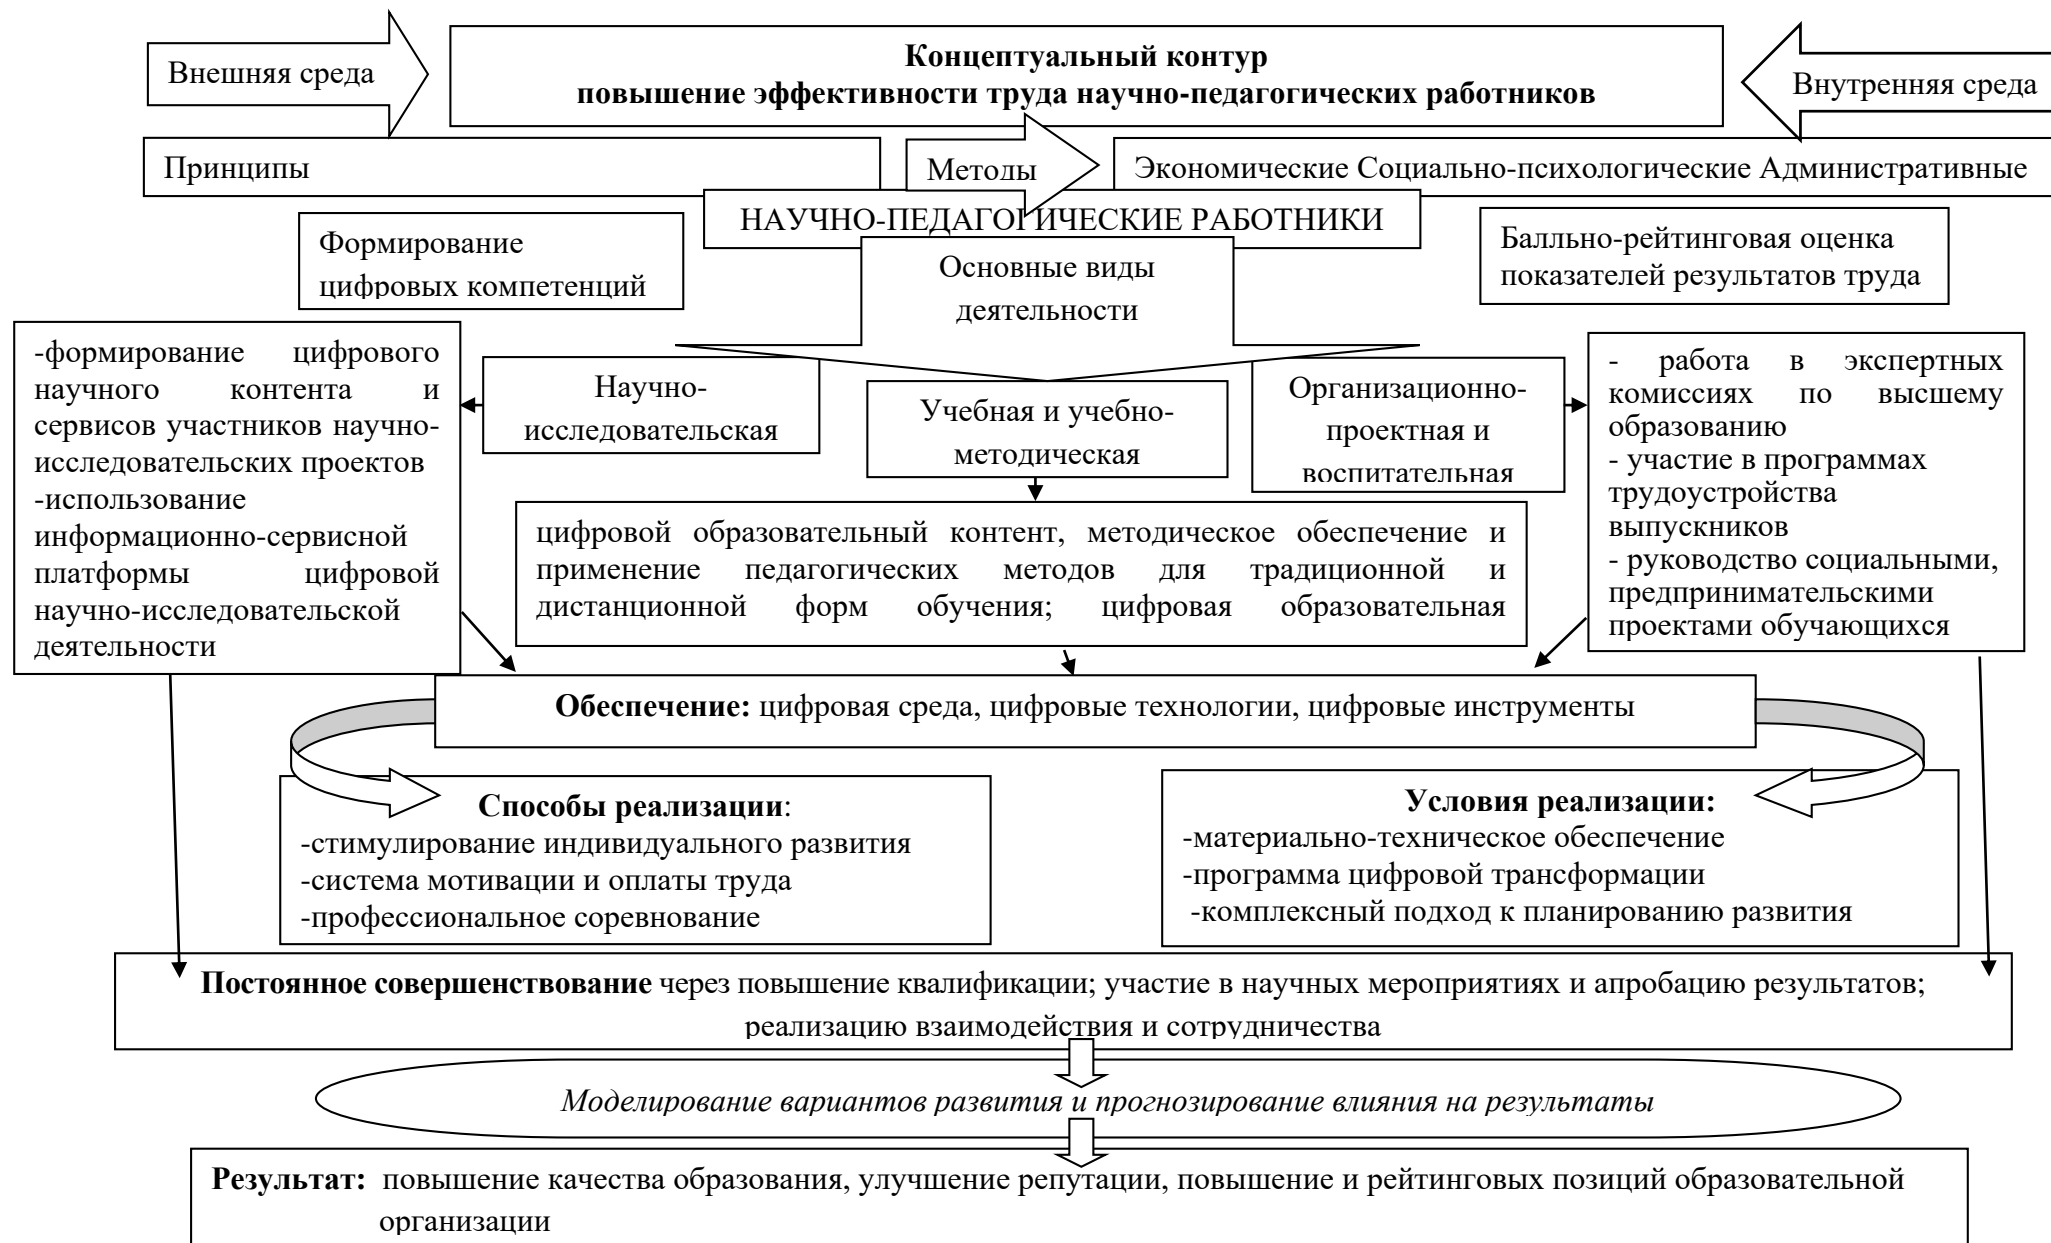 Внешняя среда
Концептуальный контур
повышение эффективности труда научно-педагогических работников
Внутренняя среда
Принципы
Методы
Экономические Социально-психологические Административные
НАУЧНО-ПЕДАГОГИЧЕСКИЕ РАБОТНИКИ
Формирование
цифровых компетенций
Основные виды
деятельности
Балльно-рейтинговая оценка
показателей результатов труда
-формирование цифрового
научного контента и
сервисов участников научно-
исследовательских проектов
-использование
информационно-сервисной
платформы цифровой
научно-исследовательской
деятельности
Научно-
исследовательская
Учебная и учебно-
методическая
Организационно-
проектная и
воспитательная
- работа в экспертных
комиссиях по высшему
образованию
- участие в программах
трудоустройства
выпускников
- руководство социальными,
предпринимательскими
проектами обучающихся
цифровой образовательный контент, методическое обеспечение и
применение педагогических методов для традиционной и
дистанционной форм обучения; цифровая образовательная
Обеспечение: цифровая среда, цифровые технологии, цифровые инструменты
Способы реализации:
-стимулирование индивидуального развития
-система мотивации и оплаты труда
-профессиональное соревнование
Условия реализации:
-материально-техническое обеспечение
-программа цифровой трансформации
-комплексный подход к планированию развития
Постоянное совершенствование через повышение квалификации; участие в научных мероприятиях и апробацию результатов;
реализацию взаимодействия и сотрудничества
Моделирование вариантов развития и прогнозирование влияния на результаты
Результат: повышение качества образования, улучшение репутации, повышение и рейтинговых позиций образовательной
организации